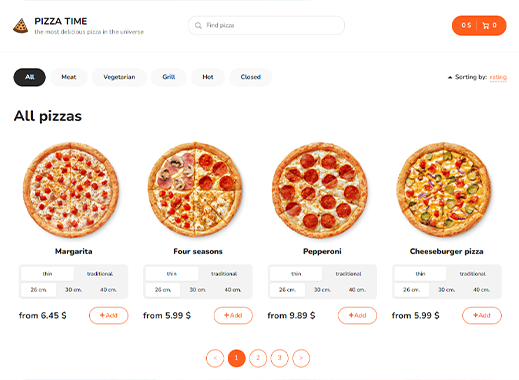 PIZZA TIME
the most delicious pizza in the universe
Find pizza
0 $ 0
All Meat Vegetarian Grill Hot Closed
Sorting by: rating
All pizzas
Margarita Four seasons Pepperoni Cheeseburger pizza
thin traditional thin traditional thin traditional thin traditional
26 cm. 30 cm. 40 cm. 26 cm. 30 cm. 40 cm. 26 cm. 30 cm. 40 cm. 26 cm. 30 cm. 40 cm.
from 6.45 $ +Add from 5.99 $ +Add from 9.89 $ +Add from 5.99 $ +Add
< 1 2 3 >